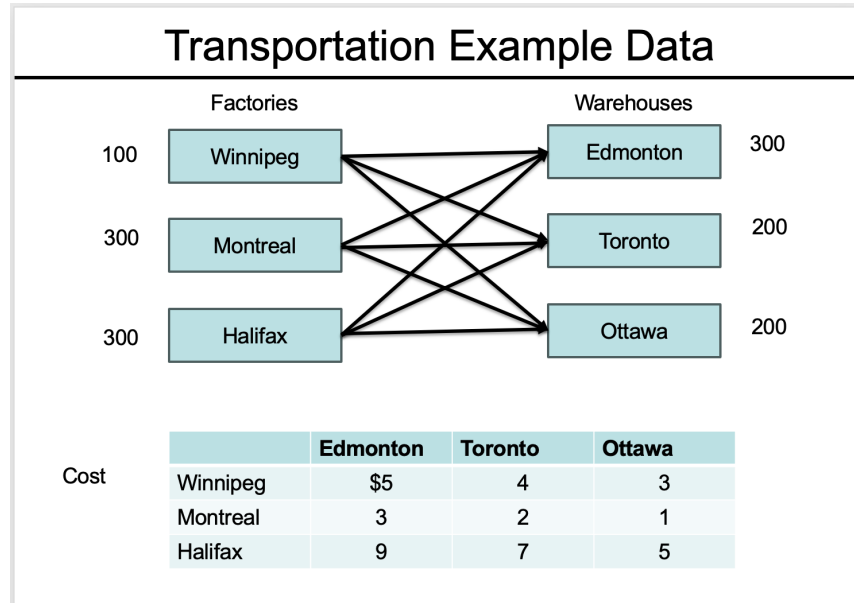 Transportation Example Data
Factories Warehouses
100 Winnipeg Edmonton 300
300 Montreal Toronto 200
300 Halifax Ottawa 200
Edmonton Toronto Ottawa
Cost
Winnipeg $5 4 3
Montreal 3 2 1
Halifax 9 7 5